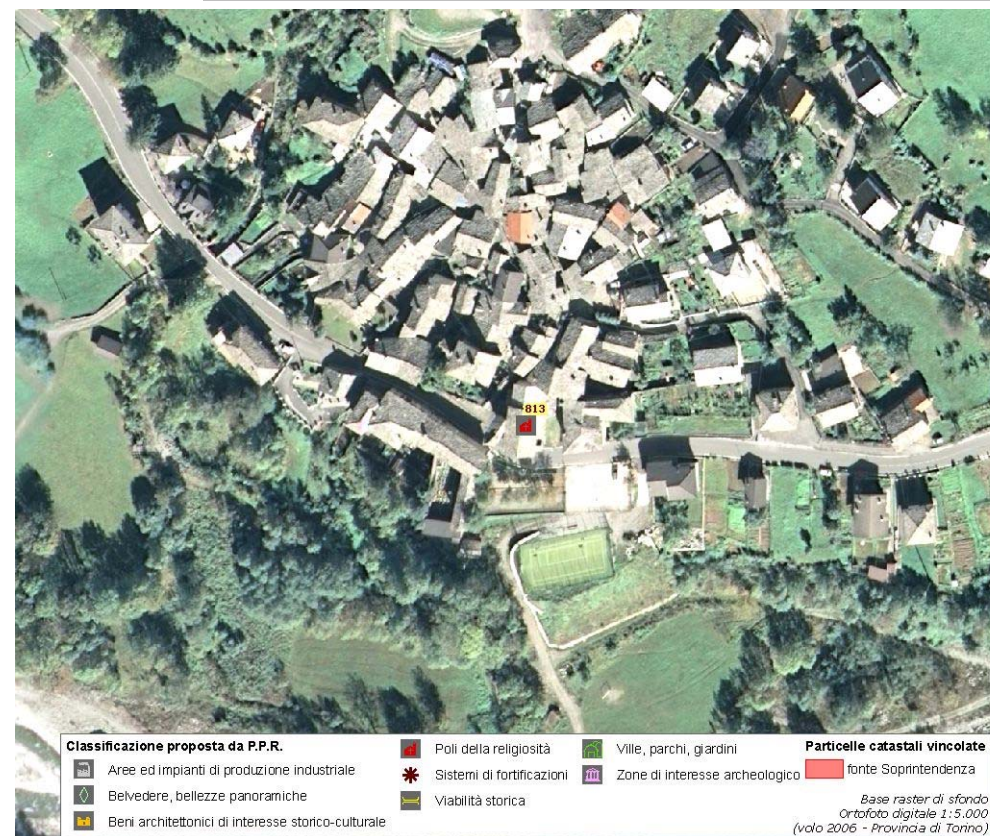 813
Classificazione proposta da P.P.R.
Aree ed impianti di produzione industriale
Belvedere, bellezze panoramiche
Beni architettonici di interesse storico-culturale
Poli della religiosità
Sistemi di fortificazioni
Viabilità storica
Ville, parchi, giardini
Zone di interesse archeologico
Particelle catastali vincolate
fonte Soprintendenza
Base raster di sfondo
Ortofoto digitale 1:5.000
(volo 2006 - Provincia di Torino)